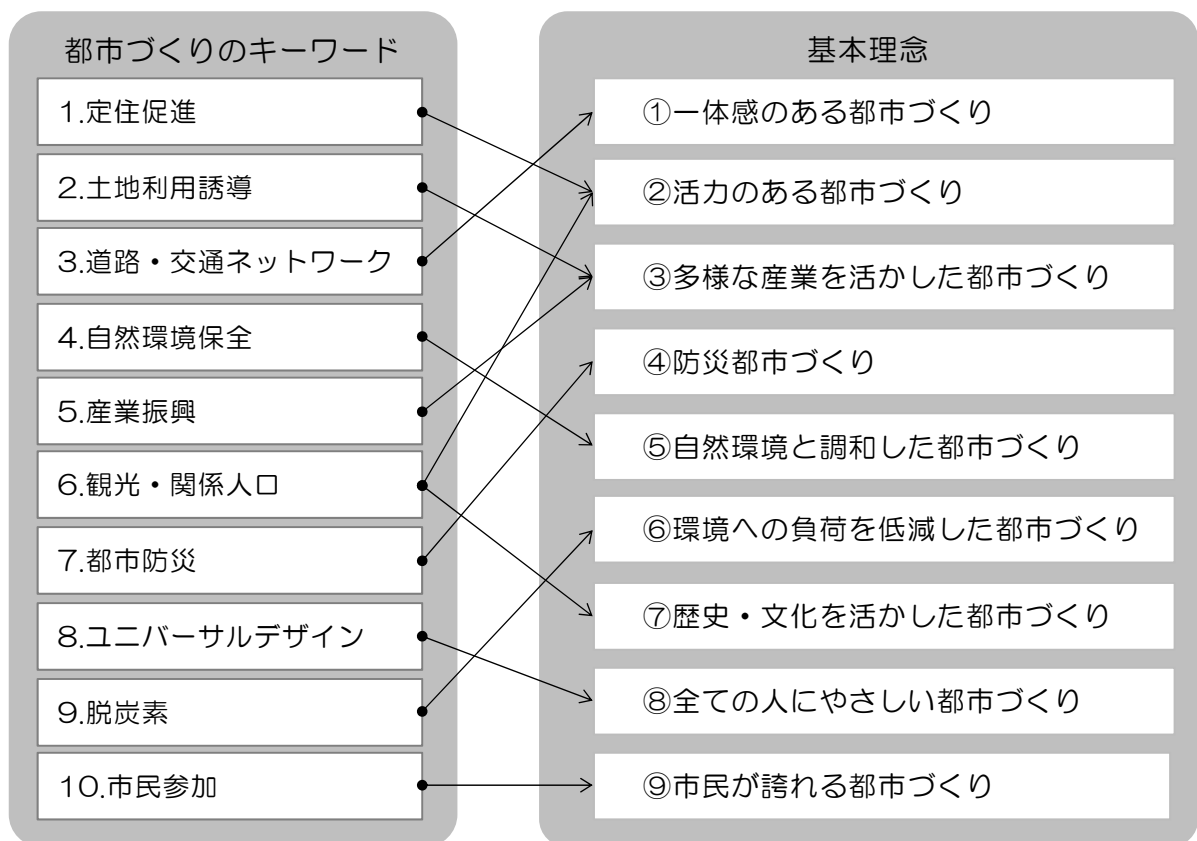 都市づくりのキーワード
1.定住促進
2.土地利用誘導
3.道路・交通ネットワーク
4.自然環境保全
5.産業振興
6.観光・関係人口
7.都市防災
8.ユニバーサルデザイン
9.脱炭素
10.市民参加
基本理念
①一体感のある都市づくり
②活力のある都市づくり
③多様な産業を活かした都市づくり
④防災都市づくり
⑤自然環境と調和した都市づくり
⑥環境への負荷を低減した都市づくり
⑦歴史・文化を活かした都市づくり
⑧全ての人にやさしい都市づくり
⑨市民が誇れる都市づくり